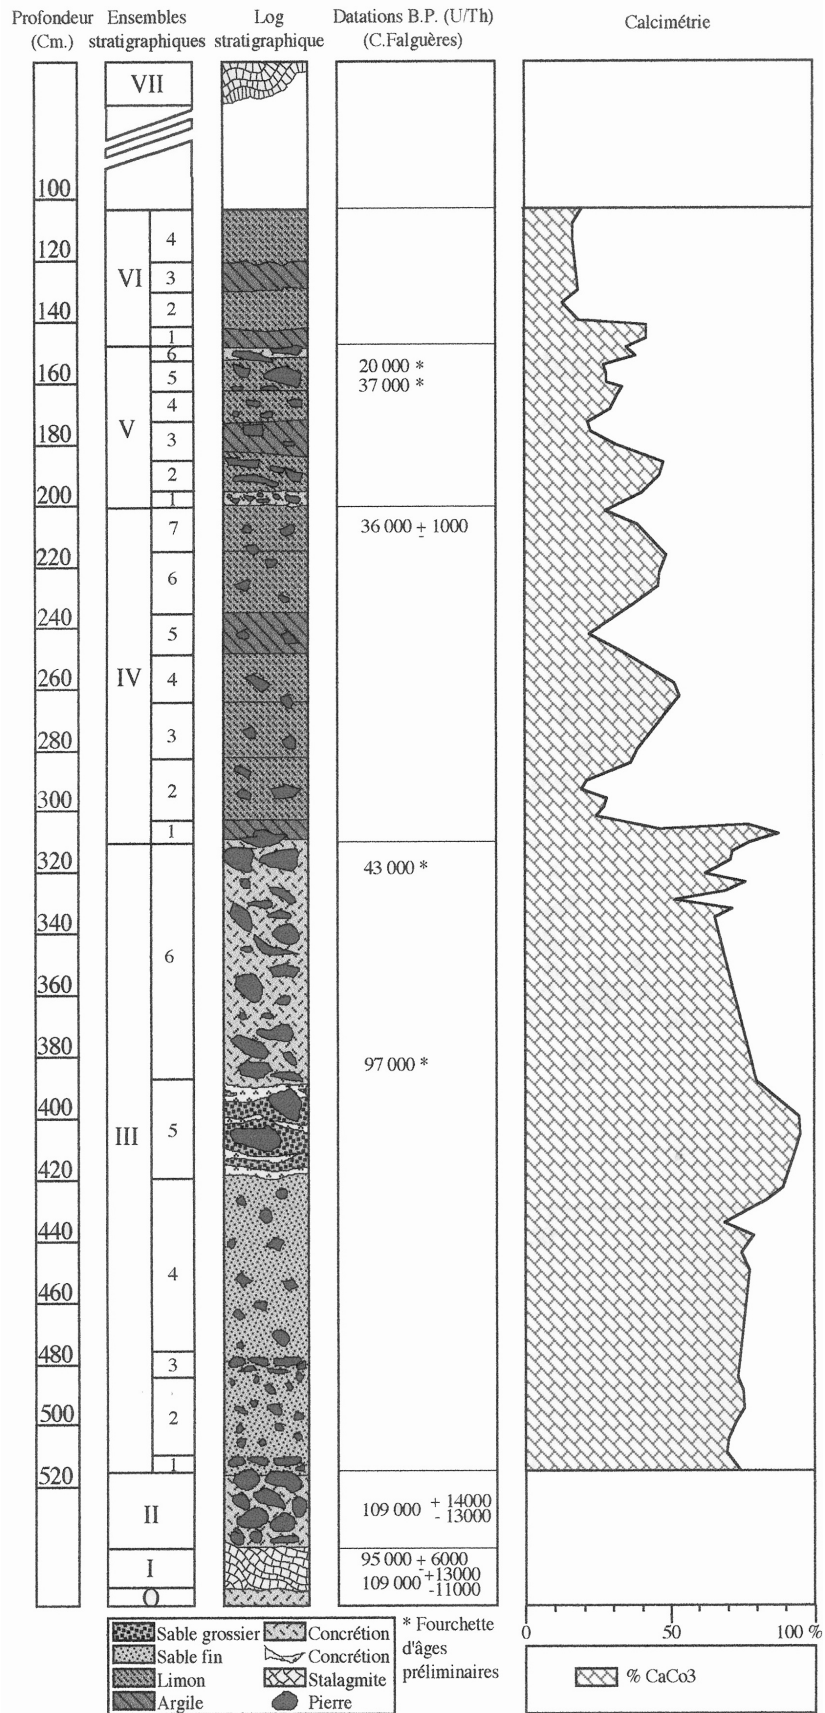 Profondeur
(Cm.)
Ensembles
stratigraphiques
Log
stratigraphique
Datations B.P. (U/Th)
(C.Falguères)
Calcimétrie
VII
100
120
140
160
180
200
220
240
260
280
300
320
340
360
380
400
420
440
460
480
500
520
VI
4
3
2
1
V
6
5
4
3
2
1
20 000 *
37 000 *
IV
7
6
5
4
3
2
1
36 000 ± 1000
III
6
5
4
3
2
1
43 000 *
97 000 *
II
109 000 + 14000
- 13000
I
95 000 ± 6000
109 000 +13000
-11000
O
0 50 100 %
Sable grossier
Sable fin
Limon
Argile
Concrétion
Concrétion
Stalagmite
Pierre
* Fourchette
d'âges
préliminaires
% CaCo3